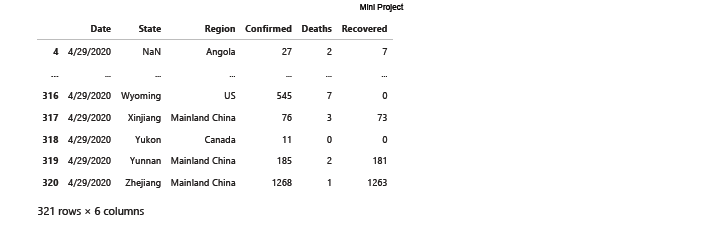 Mini Project
Date State Region Confirmed Deaths Recovered
4 4/29/2020 NaN Angola 27 2 7
... ... ... ... ... ... ...
316 4/29/2020 Wyoming US 545 7 0
317 4/29/2020 Xinjiang Mainland China 76 3 73
318 4/29/2020 Yukon Canada 11 0 0
319 4/29/2020 Yunnan Mainland China 185 2 181
320 4/29/2020 Zhejiang Mainland China 1268 1 1263
321 rows × 6 columns